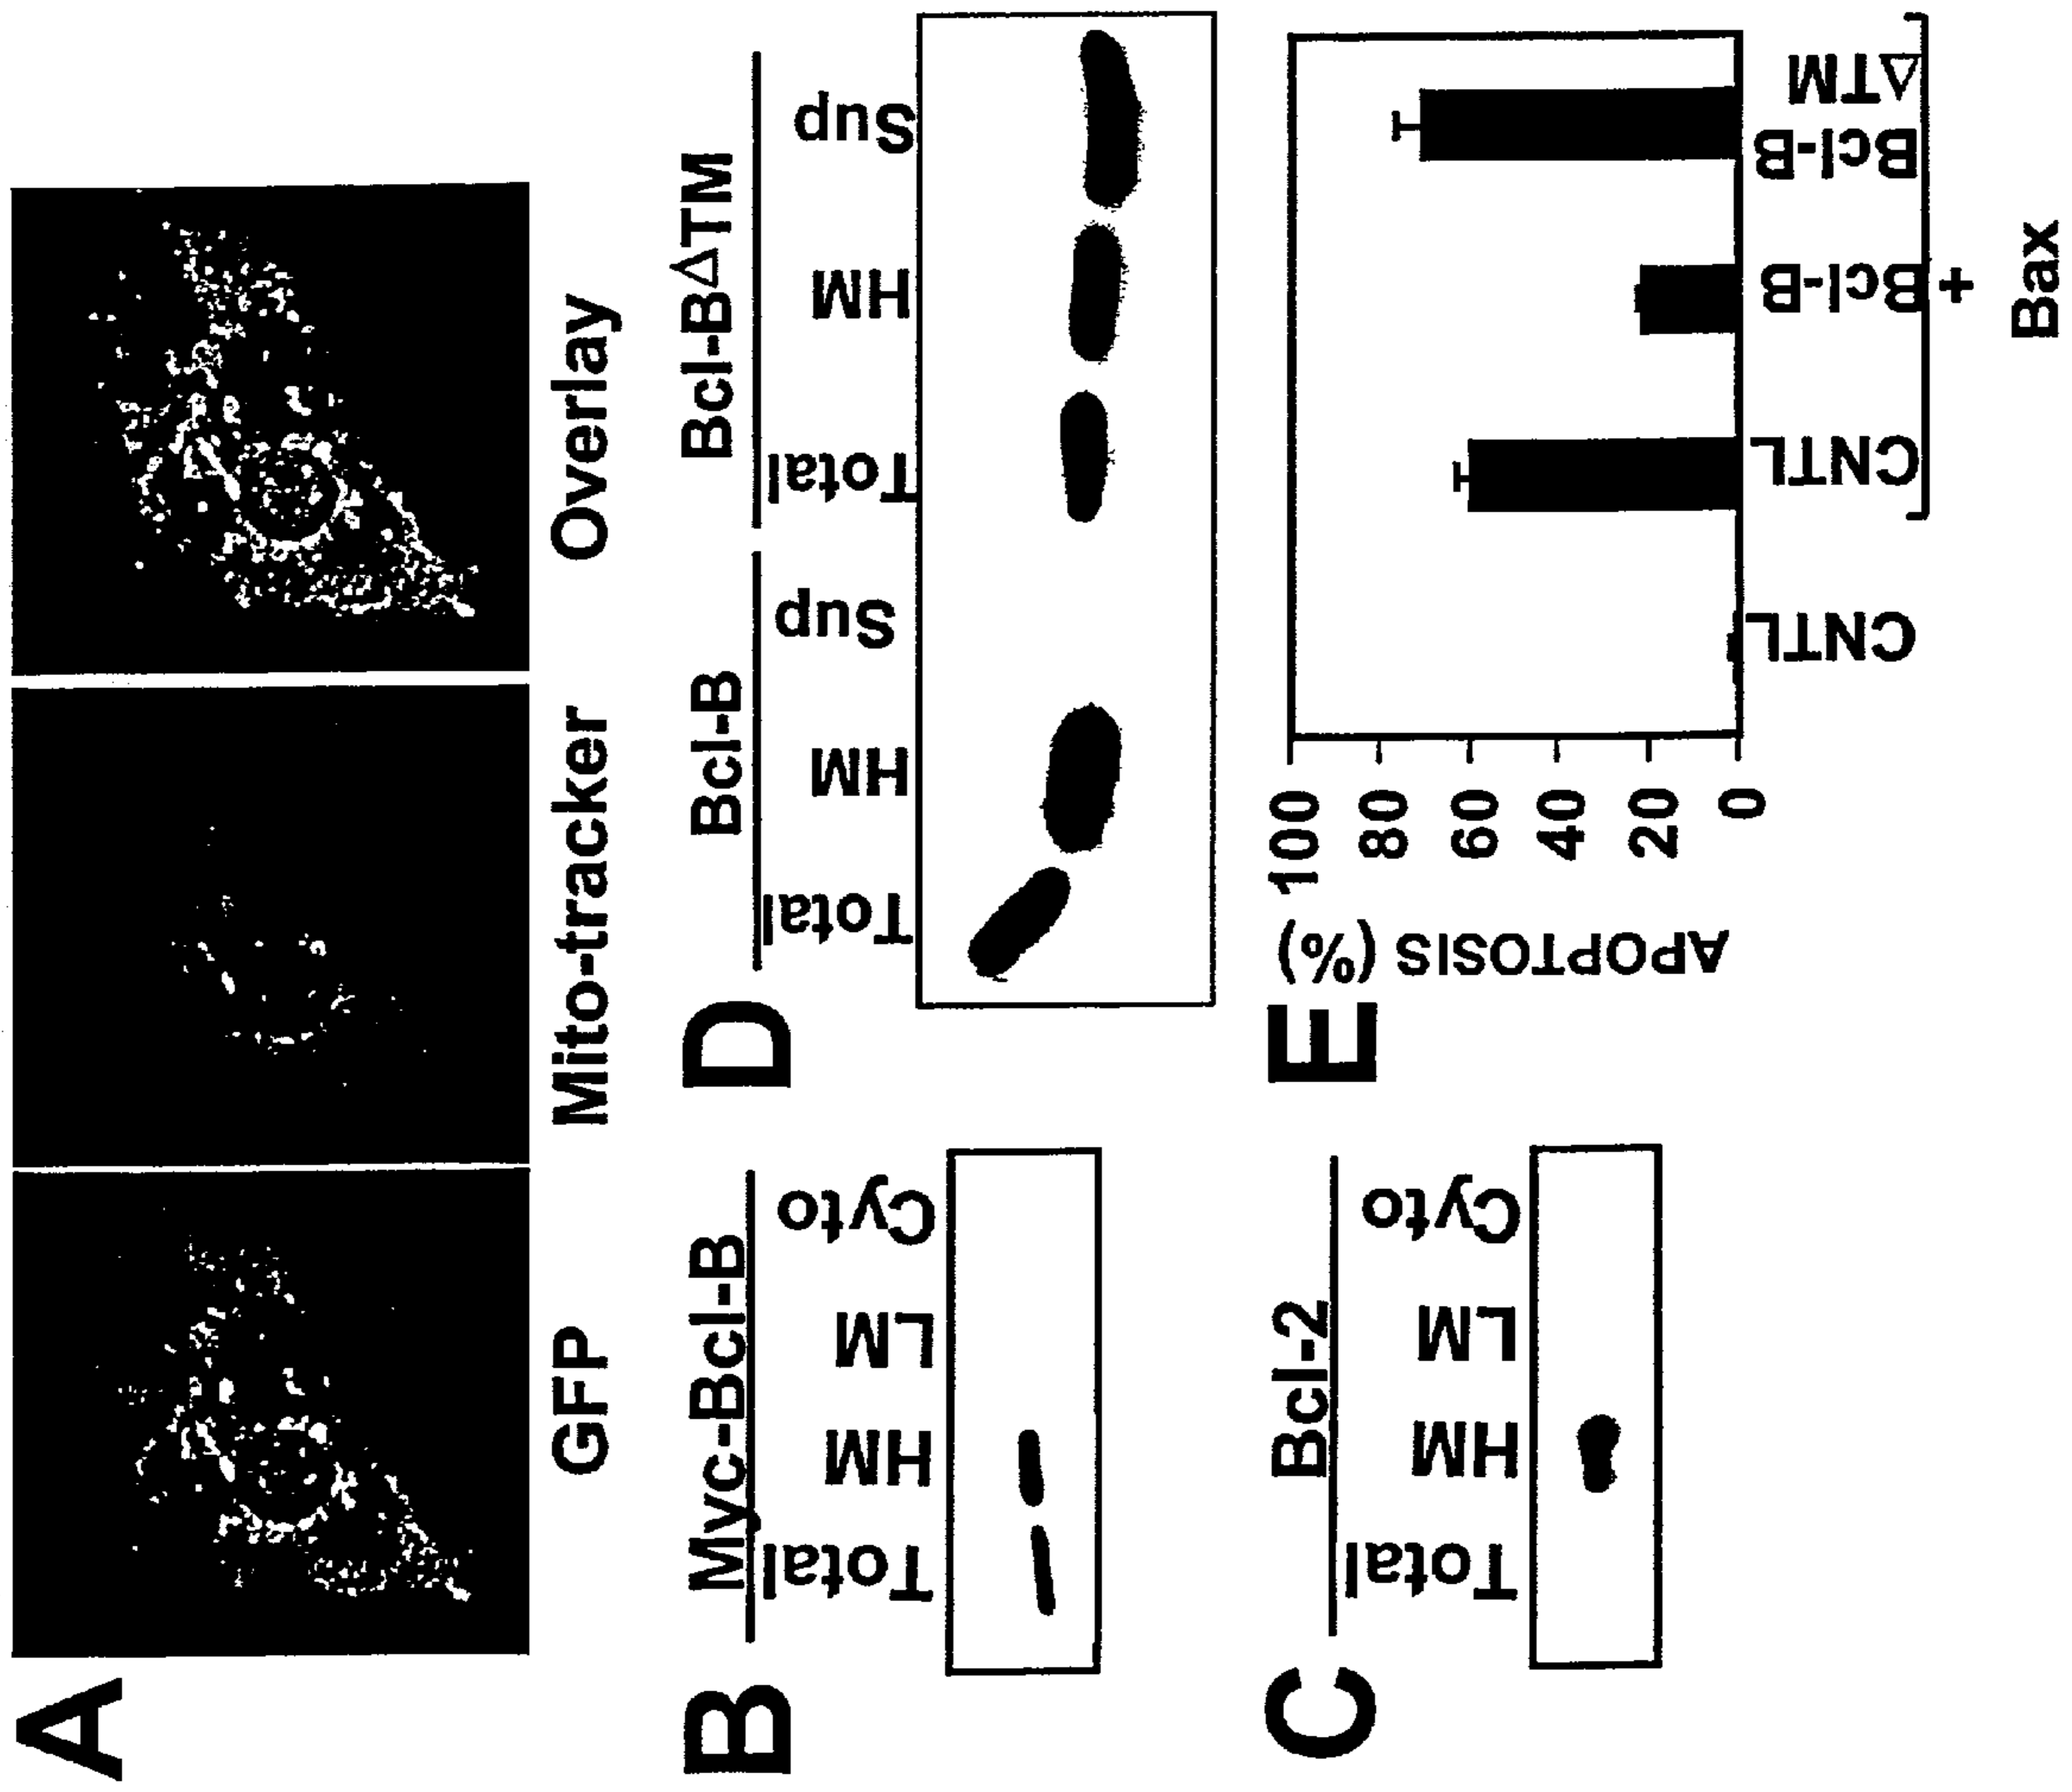 A
GFP
Mito-tracker
Overlay
B
Myc-Bcl-B
Total
HM
LM
Cyto
C
Bcl-2
Total
HM
LM
Cyto
D
Bcl-B
Bcl-BΔTM
Total
HM
Sup
Total
HM
Sup
E
APOPTOSIS (%)
100
80
60
40
20
0
CNTL
CNTL
Bcl-B
Bcl-B
ΔTM
+
Bax